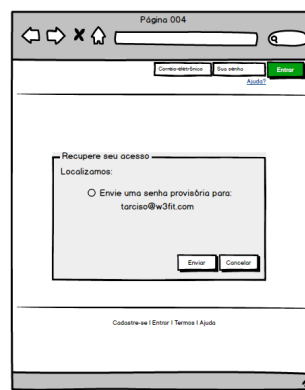 Página 004
Correio eletrônico Sua senha Entrar
Ajuda?
Recupere seu acesso
Localizamos:
Envie uma senha provisória para:
tarciso@w3fit.com
Enviar Cancelar
Cadastre-se | Entrar | Termos | Ajuda